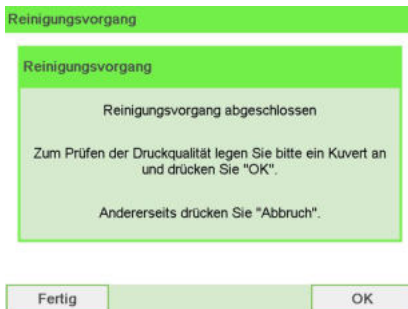 Reinigungsvorgang
Reinigungsvorgang
Reinigungsvorgang abgeschlossen
Zum Prüfen der Druckqualität legen Sie bitte ein Kuvert an
und drücken Sie "OK".
Andererseits drücken Sie "Abbruch".
Fertig
OK